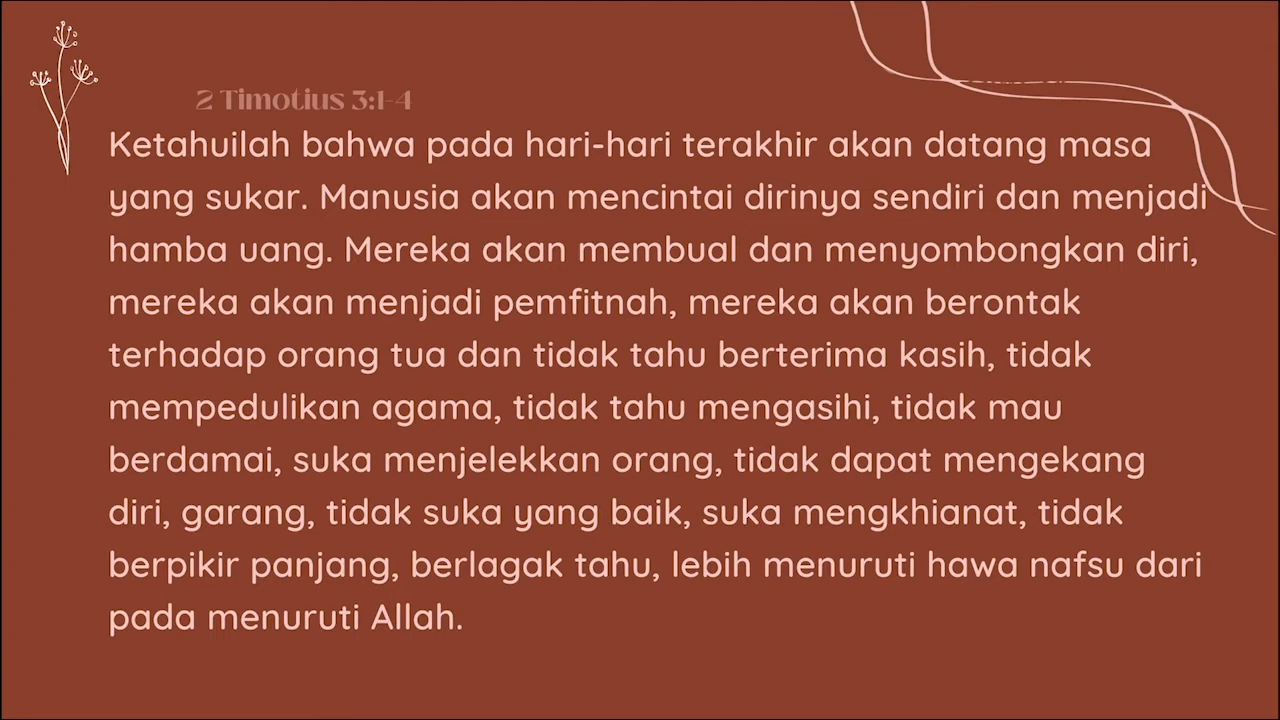 2 Timotius 3:1-4
Ketahuilah bahwa pada hari-hari terakhir akan datang masa
yang sukar. Manusia akan mencintai dirinya sendiri dan menjadi
hamba uang. Mereka akan membual dan menyombongkan diri,
mereka akan menjadi pemfitnah, mereka akan berontak
terhadap orang tua dan tidak tahu berterima kasih, tidak
mempedulikan agama, tidak tahu mengasihi, tidak mau
berdamai, suka menjelekkan orang, tidak dapat mengekang
diri, garang, tidak suka yang baik, suka mengkhianat, tidak
berpikir panjang, berlagak tahu, lebih menuruti hawa nafsu dari
pada menuruti Allah.